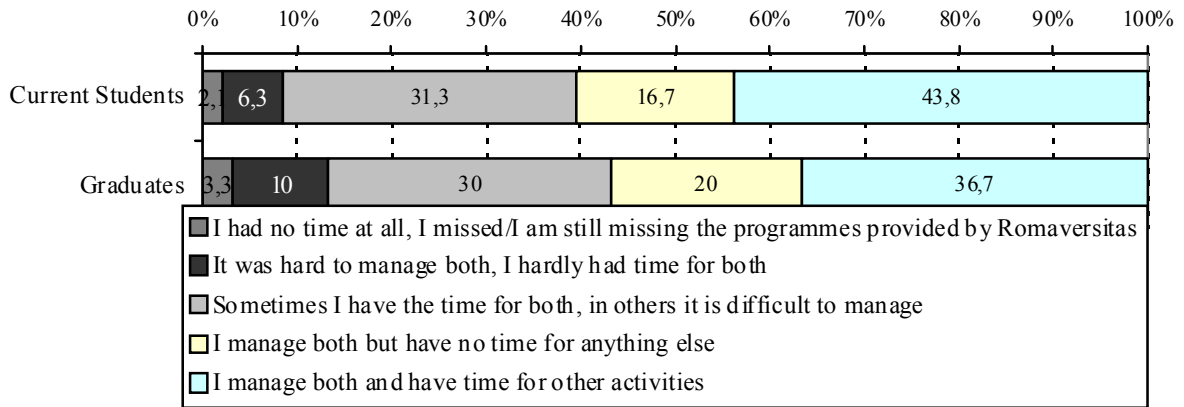 0% 10% 20% 30% 40% 50% 60% 70% 80% 90% 100%
Current Students 2,1 6,3 31,3 16,7 43,8
Graduates 3,3 10 30 20 36,7
I had no time at all, I missed/I am still missing the programmes provided by Romaversitas
It was hard to manage both, I hardly had time for both
Sometimes I have the time for both, in others it is difficult to manage
I manage both but have no time for anything else
I manage both and have time for other activities